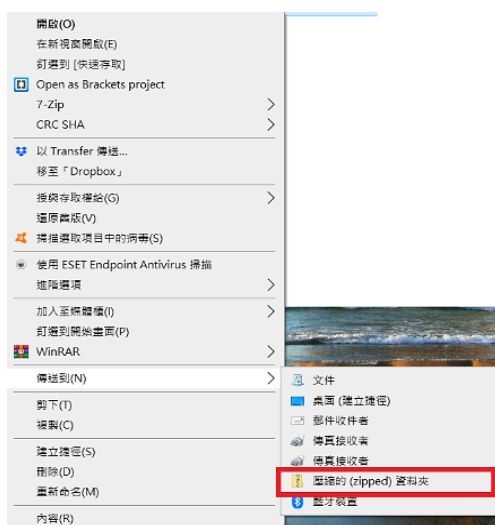 開啟(O)
在新視窗開啟(E)
釘選到 [快速存取]
Open as Brackets project
7-Zip
CRC SHA
以 Transfer 傳送...
移至「Dropbox」
授與存取權給(G)
還原舊版(V)
掃描選取項目中的病毒(S)
使用 ESET Endpoint Antivirus 掃描
進階選項
加入至媒體櫃(I)
釘選到開始畫面(P)
WinRAR
傳送到(N)
剪下(T)
複製(C)
建立捷徑(S)
刪除(D)
重新命名(M)
內容(R)
文件
桌面 (建立捷徑)
郵件收件者
傳真接收者
傳真接收者
壓縮的 (zipped) 資料夾
藍牙裝置